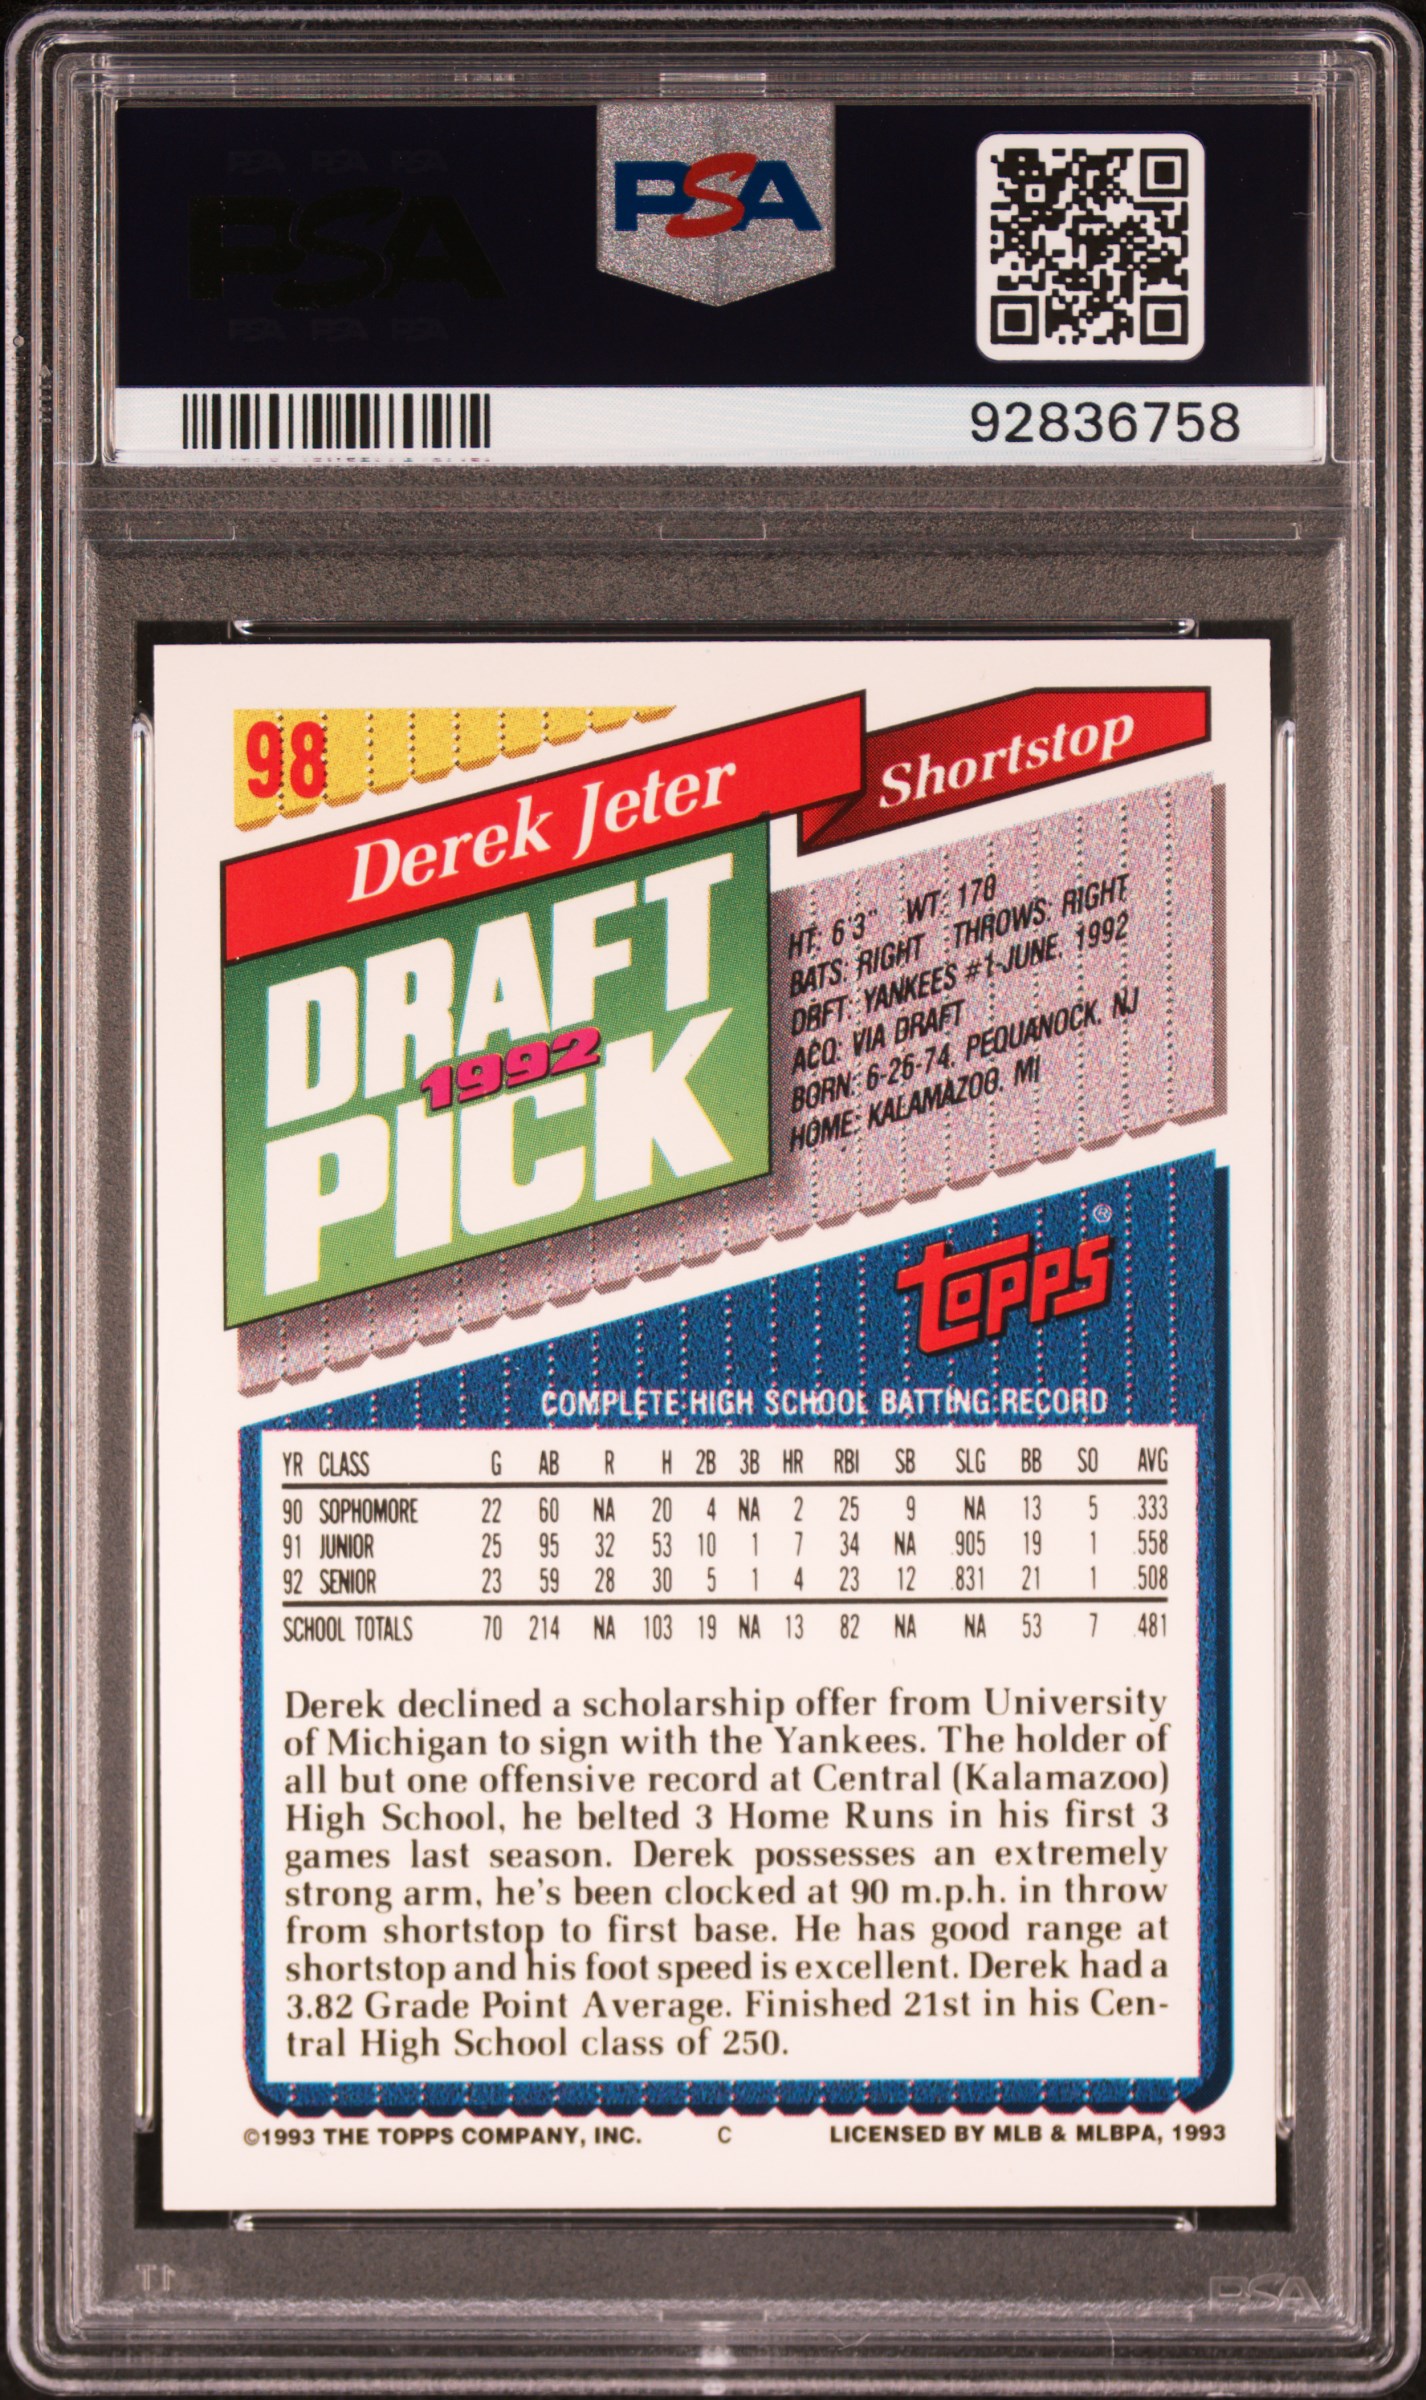 PSA PSA PSA
PSA
PSA PSA PSA
PSA
92836758
98
Derek Jeter
Shortstop
DRAFT
1992
PICK
HT: 6'3" WT: 170
BATS: RIGHT THROWS: RIGHT
DRFT: YANKEES #1-JUNE, 1992
ACQ: VIA DRAFT
BORN: 6-26-74, PEQUANOCK, NJ
HOME: KALAMAZOO, MI
TOPPS ®
COMPLETE HIGH SCHOOL BATTING RECORD
YR CLASS G AB R H 2B 3B HR RBI SB SLG BB SO AVG
90 SOPHOMORE 22 60 NA 20 4 NA 2 25 9 NA 13 5 .333
91 JUNIOR 25 95 32 53 10 1 7 34 NA .905 19 1 .558
92 SENIOR 23 59 28 30 5 1 4 23 12 .831 21 1 .508
SCHOOL TOTALS 70 214 NA 103 19 NA 13 82 NA NA 53 7 .481
Derek declined a scholarship offer from University
of Michigan to sign with the Yankees. The holder of
all but one offensive record at Central (Kalamazoo)
High School, he belted 3 Home Runs in his first 3
games last season. Derek possesses an extremely
strong arm, he's been clocked at 90 m.p.h. in throw
from shortstop to first base. He has good range at
shortstop and his foot speed is excellent. Derek had a
3.82 Grade Point Average. Finished 21st in his Cen-
tral High School class of 250.
©1993 THE TOPPS COMPANY, INC. C LICENSED BY MLB & MLBPA, 1993
PSA